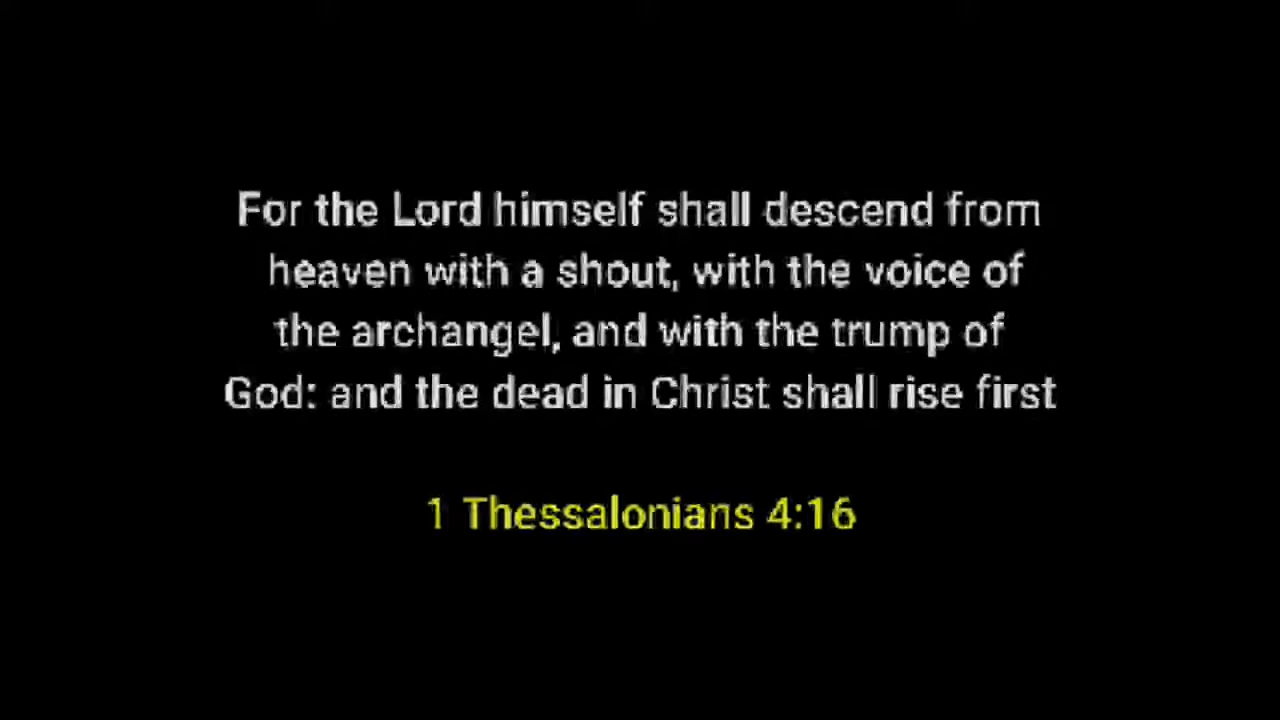 For the Lord himself shall descend from
heaven with a shout, with the voice of
the archangel, and with the trump of
God: and the dead in Christ shall rise first
1 Thessalonians 4:16